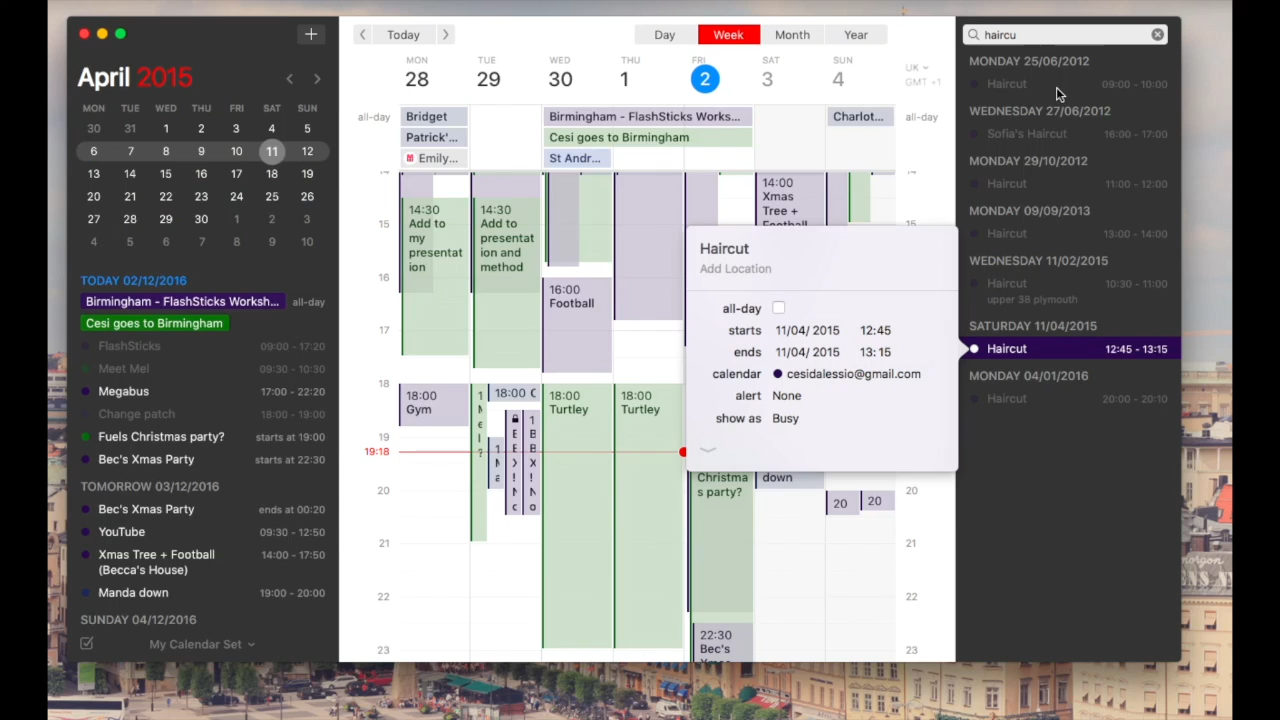 +
April 2015
MON TUE WED THU FRI SAT SUN
30 31 1 2 3 4 5
6 7 8 9 10 11 12
13 14 15 16 17 18 19
20 21 22 23 24 25 26
27 28 29 30 1 2 3
4 5 6 7 8 9 10
TODAY 02/12/2016
Birmingham - FlashSticks Worksh... all-day
Cesi goes to Birmingham
FlashSticks 09:00 - 17:20
Meet Mel 09:30 - 10:30
Megabus 17:00 - 22:20
Change patch 18:00 - 19:00
Fuels Christmas party? starts at 19:00
Bec's Xmas Party starts at 22:30
TOMORROW 03/12/2016
Bec's Xmas Party ends at 00:20
YouTube 09:30 - 12:50
Xmas Tree + Football 14:00 - 17:50
(Becca's House)
Manda down 19:00 - 20:00
SUNDAY 04/12/2016
My Calendar Set
Today
Day Week Month Year
MON TUE WED THU FRI SAT SUN
28 29 30 1 2 3 4
UK
GMT +1
all-day Bridget Birmingham - FlashSticks Works... Charlot... all-day
Patrick'... Cesi goes to Birmingham
Emily... St Andr...
14:00
Xmas
Tree +
Football
14:30
Add to
my
presentat
ion
14:30
Add to
presentat
ion and
method
15 15
16
16:00
Football
17
18
18:00
Gym
18:00
18:00
Turtley
18:00
Turtley
19
19:18
20 20
Christma
s party?
down
20 20
21 21
22 22
22:30
Bec's
23 23
Haircut
Add Location
all-day
starts 11/04/ 2015 12:45
ends 11/04/ 2015 13:15
calendar cesidalessio@gmail.com
alert None
show as Busy
haircu
MONDAY 25/06/2012
Haircut 09:00 - 10:00
WEDNESDAY 27/06/2012
Sofia's Haircut 16:00 - 17:00
MONDAY 29/10/2012
Haircut 11:00 - 12:00
MONDAY 09/09/2013
Haircut 13:00 - 14:00
WEDNESDAY 11/02/2015
Haircut 10:30 - 11:00
upper 38 plymouth
SATURDAY 11/04/2015
Haircut 12:45 - 13:15
MONDAY 04/01/2016
Haircut 20:00 - 20:10